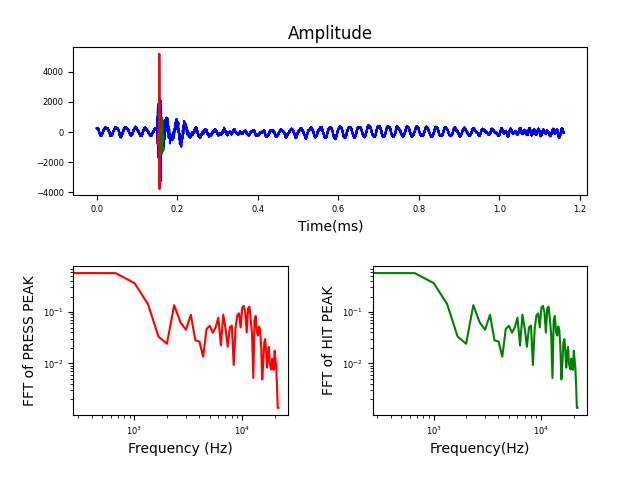 Amplitude
4000
2000
0
−2000
−4000
0.0 0.2 0.4 0.6 0.8 1.0 1.2
Time(ms)
FFT of PRESS PEAK
10⁻¹
10⁻²
10³ 10⁴
Frequency (Hz)
FFT of HIT PEAK
10⁻¹
10⁻²
10³ 10⁴
Frequency(Hz)